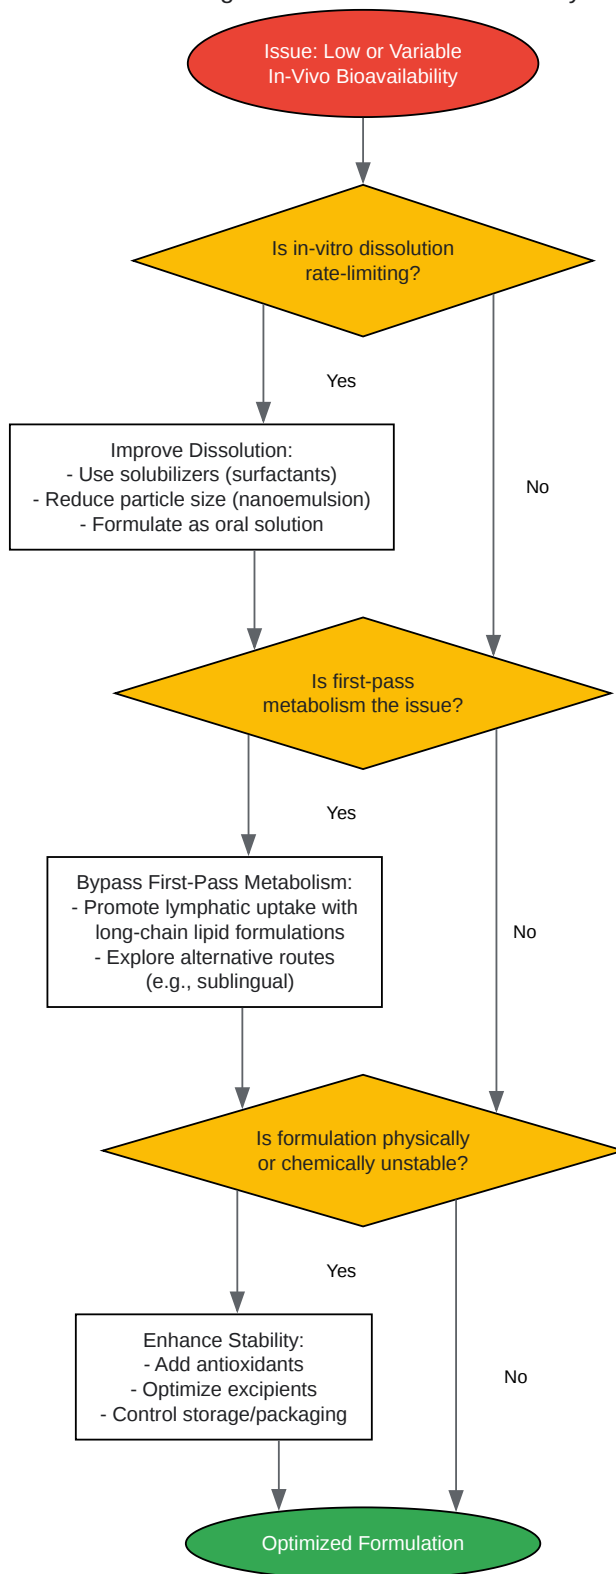 Issue: Low or Variable
In-Vivo Bioavailability
Is in-vitro dissolution
rate-limiting?
Yes
Improve Dissolution:
- Use solubilizers (surfactants)
- Reduce particle size (nanoemulsion)
- Formulate as oral solution
No
Is first-pass
metabolism the issue?
Yes
Bypass First-Pass Metabolism:
- Promote lymphatic uptake with
long-chain lipid formulations
- Explore alternative routes
(e.g., sublingual)
No
Is formulation physically
or chemically unstable?
Yes
Enhance Stability:
- Add antioxidants
- Optimize excipients
- Control storage/packaging
No
Optimized Formulation